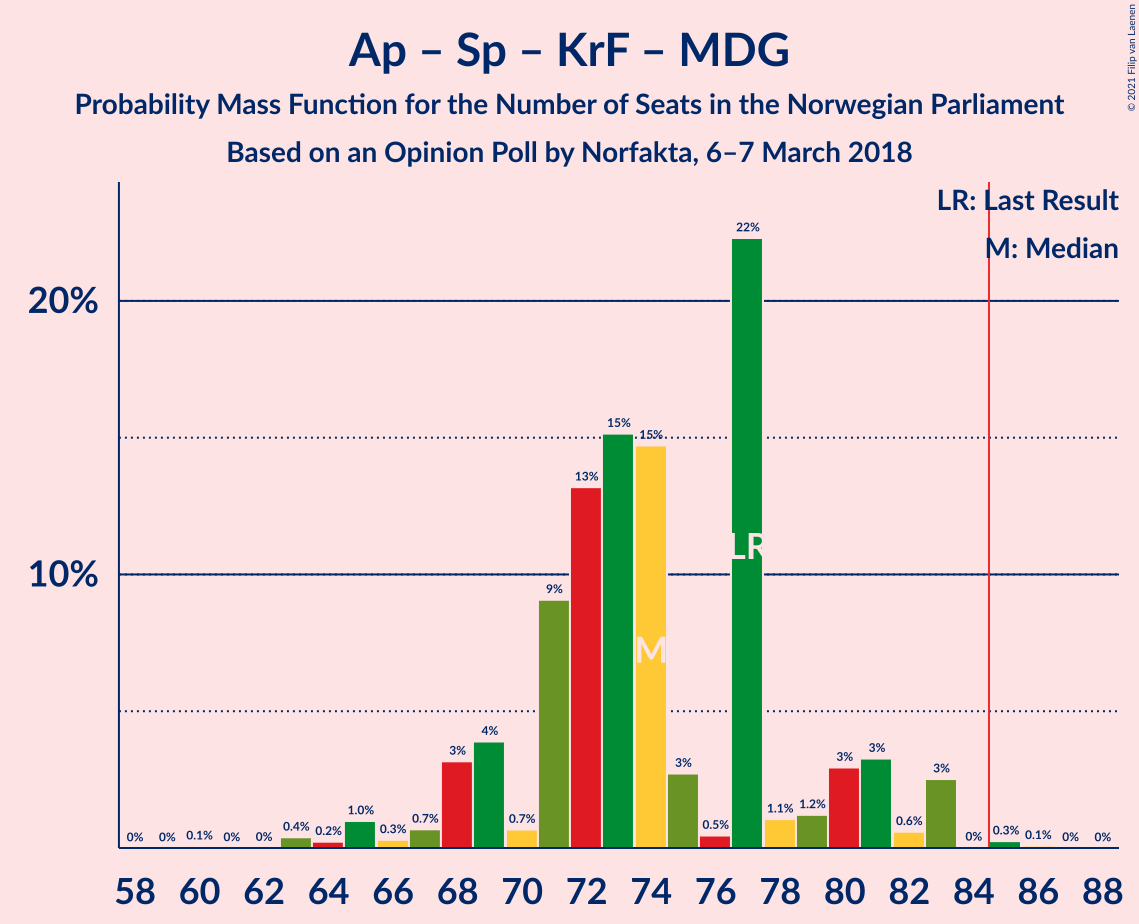 Ap – Sp – KrF – MDG
Probability Mass Function for the Number of Seats in the Norwegian Parliament
Based on an Opinion Poll by Norfakta, 6–7 March 2018
© 2021 Filip van Laenen
LR: Last Result
M: Median
20%
10%
0% 0% 0.1% 0% 0% 0.4% 0.2% 1.0% 0.3% 0.7% 3% 4% 0.7% 9% 13% 15% 15% 3% 0.5% 22% 1.1% 1.2% 3% 3% 0.6% 3% 0% 0.3% 0.1% 0% 0%
LR
M
58 60 62 64 66 68 70 72 74 76 78 80 82 84 86 88